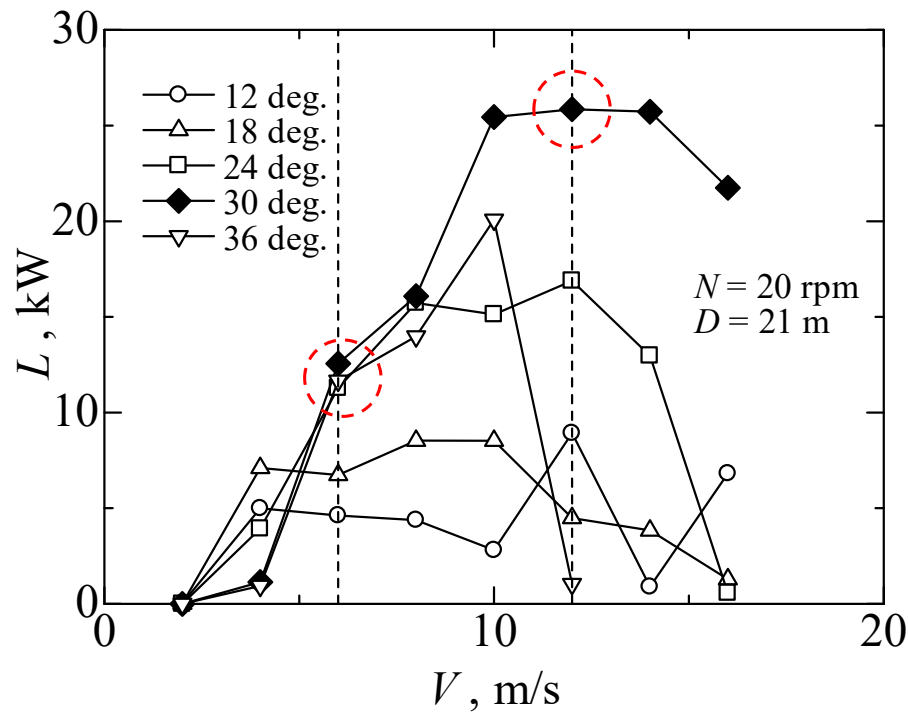 30
12 deg.
18 deg.
24 deg.
30 deg.
36 deg.
20
N = 20 rpm
D = 21 m
L , kW
10
0
0
10
20
V , m/s